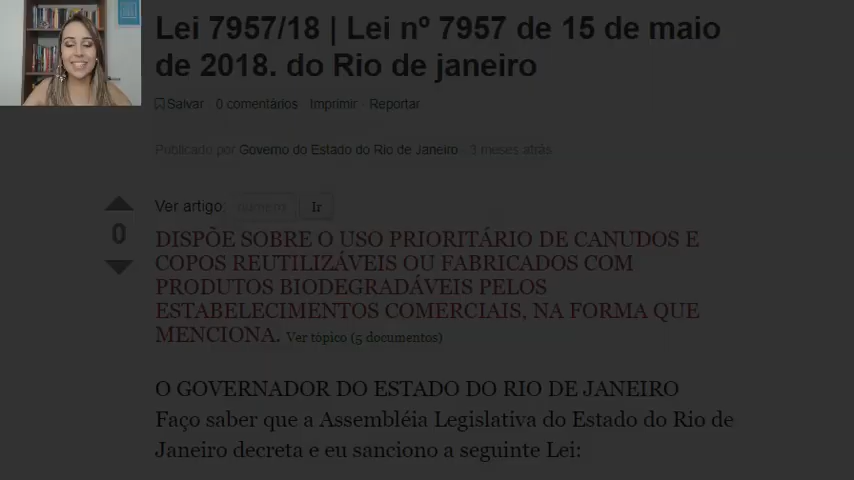 Lei 7957/18 | Lei nº 7957 de 15 de maio
de 2018. do Rio de janeiro
Salvar · 0 comentários · Imprimir · Reportar
Publicado por Governo do Estado do Rio de Janeiro - 3 meses atrás
Ver artigo: número Ir
0
DISPÕE SOBRE O USO PRIORITÁRIO DE CANUDOS E
COPOS REUTILIZÁVEIS OU FABRICADOS COM
PRODUTOS BIODEGRADÁVEIS PELOS
ESTABELECIMENTOS COMERCIAIS, NA FORMA QUE
MENCIONA. Ver tópico (5 documentos)
O GOVERNADOR DO ESTADO DO RIO DE JANEIRO
Faço saber que a Assembléia Legislativa do Estado do Rio de
Janeiro decreta e eu sanciono a seguinte Lei: